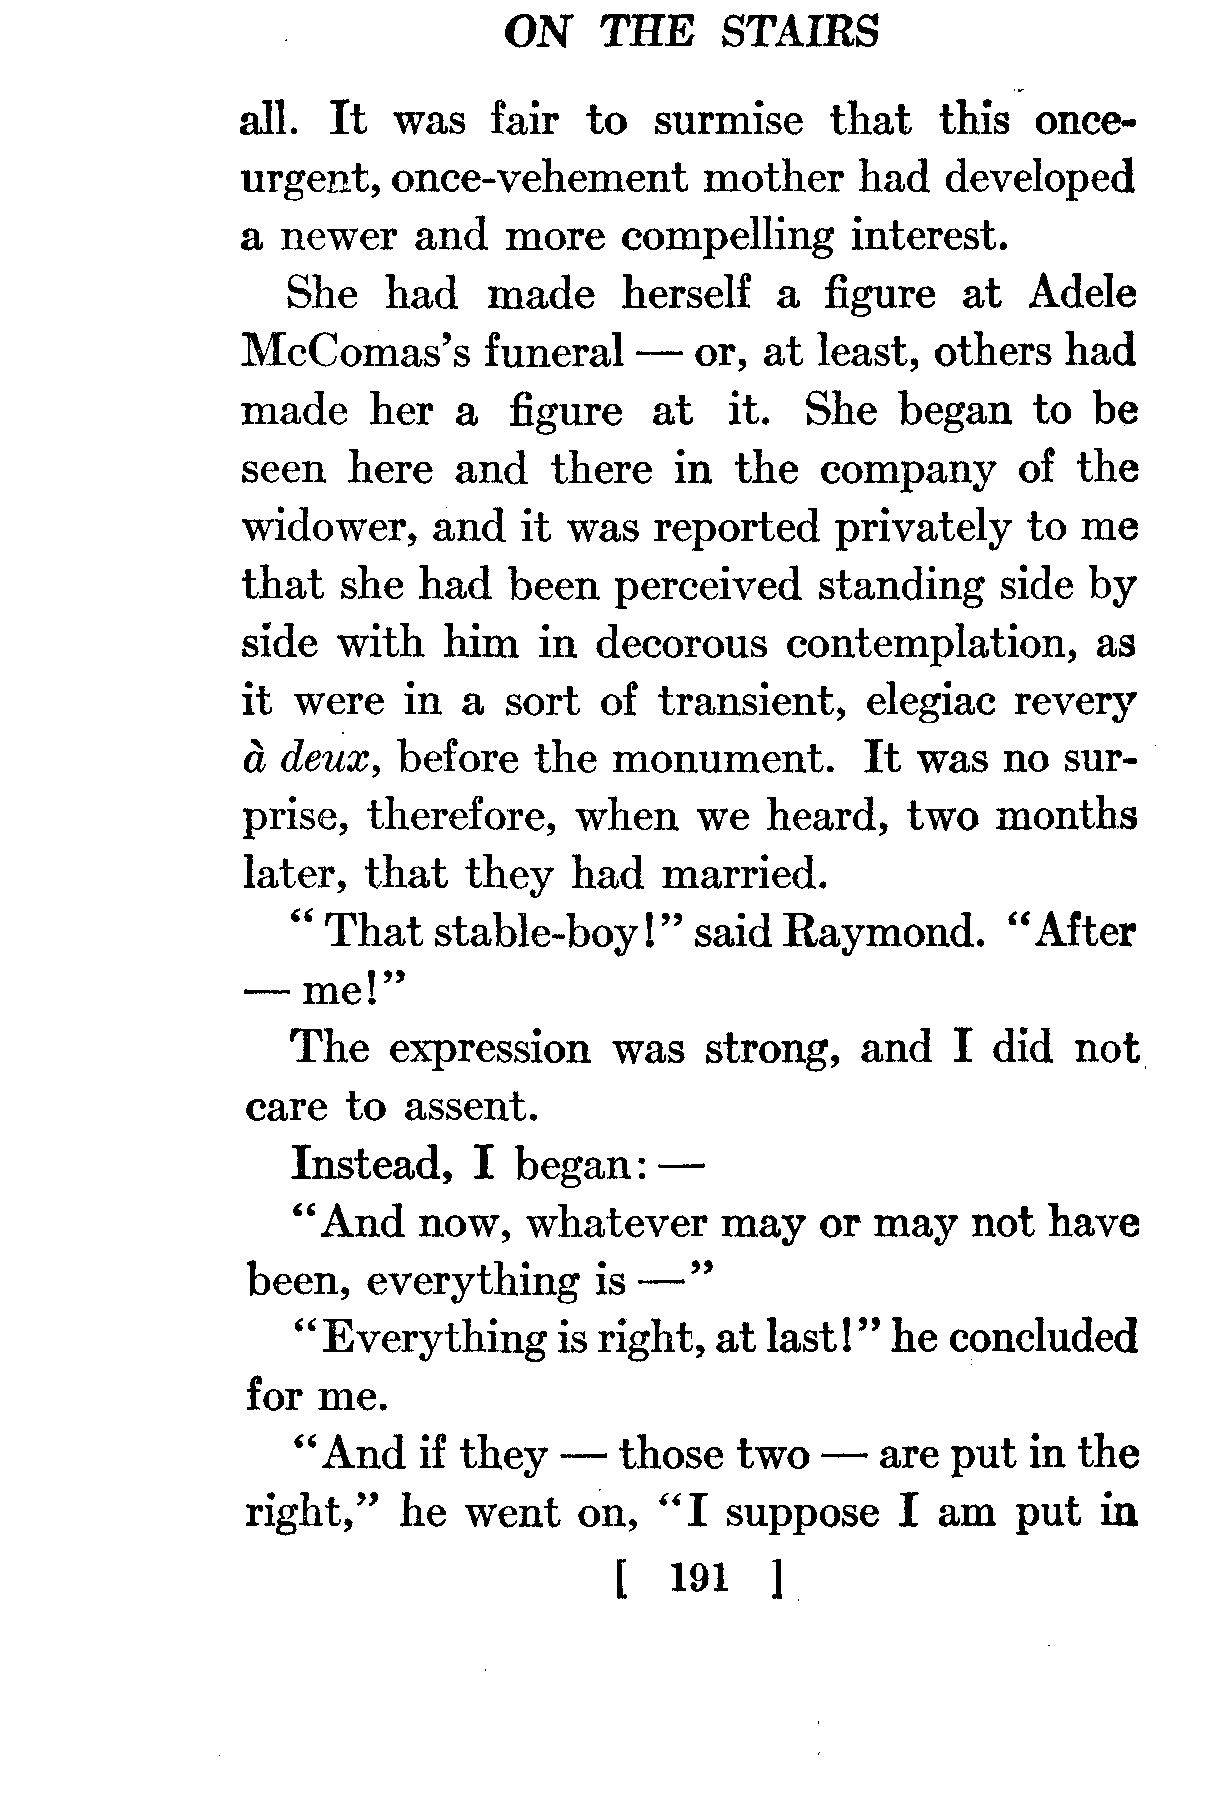 ON THE STAIRS
all. It was fair to surmise that this once-
urgent, once-vehement mother had developed
a newer and more compelling interest.
She had made herself a figure at Adele
McComas's funeral — or, at least, others had
made her a figure at it. She began to be
seen here and there in the company of the
widower, and it was reported privately to me
that she had been perceived standing side by
side with him in decorous contemplation, as
it were in a sort of transient, elegiac revery
à deux, before the monument. It was no sur-
prise, therefore, when we heard, two months
later, that they had married.
“That stable-boy!” said Raymond. “After
— me!”
The expression was strong, and I did not
care to assent.
Instead, I began: —
“And now, whatever may or may not have
been, everything is —”
“Everything is right, at last!” he concluded
for me.
“And if they — those two — are put in the
right,” he went on, “I suppose I am put in
[ 191 ]